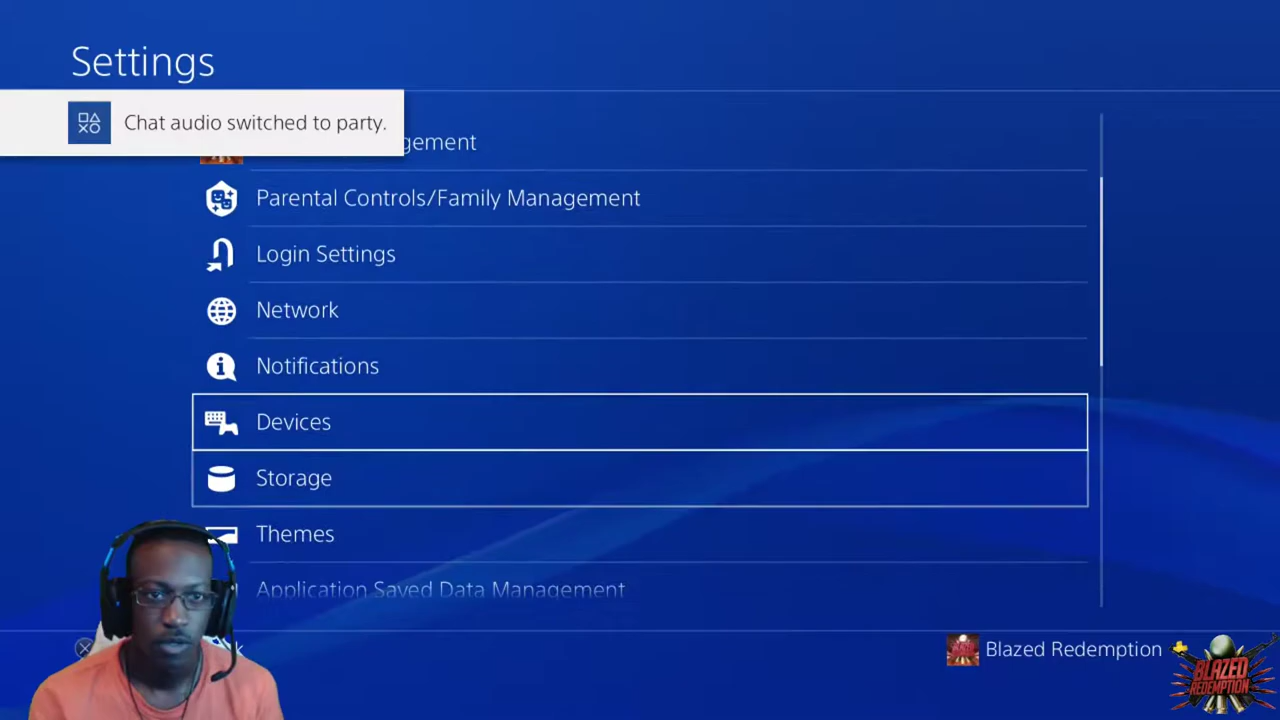 Settings
Chat audio switched to party.
gement
Parental Controls/Family Management
Login Settings
Network
Notifications
Devices
Storage
Themes
Application Saved Data Management
Blazed Redemption
BLAZED
REDEMPTION